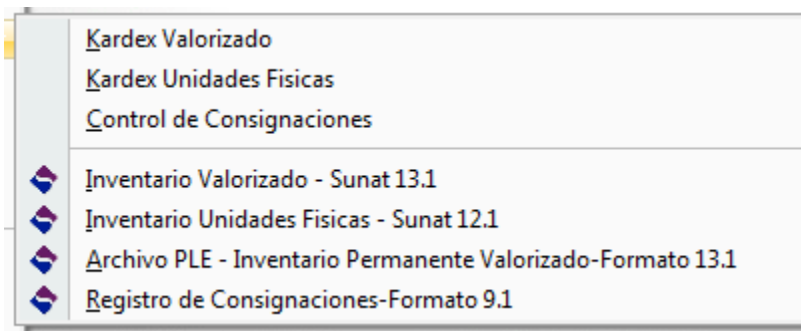 Kardex Valorizado
Kardex Unidades Fisicas
Control de Consignaciones
Inventario Valorizado - Sunat 13.1
Inventario Unidades Fisicas - Sunat 12.1
Archivo PLE - Inventario Permanente Valorizado-Formato 13.1
Registro de Consignaciones-Formato 9.1